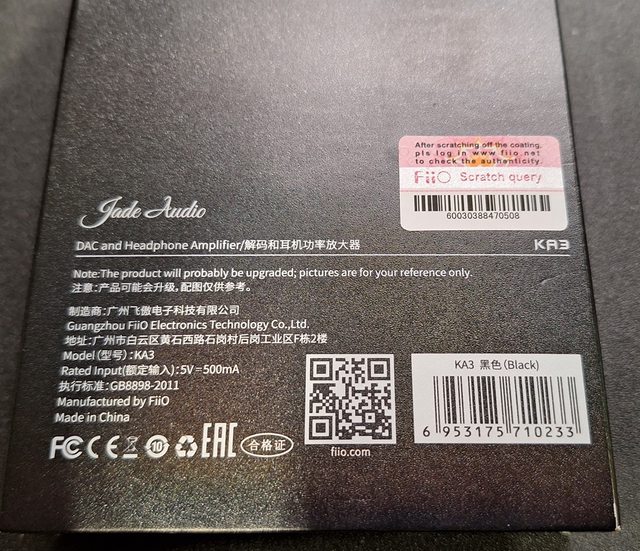 After scratching off the coating,
pls log in www fiio.net
to check the authenticity.
FiiO Scratch query
60030388470508
Jade Audio
DAC and Headphone Amplifier/解码和耳机功率放大器
KA3
Note:The product will probably be upgraded; pictures are for your reference only.
注意:产品可能会升级,配图仅供参考。
制造商:广州飞傲电子科技有限公司
Guangzhou FiiO Electronics Technology Co.,Ltd.
地址:广州市白云区黄石西路石岗村后岗工业区F栋2楼
Model (型号):KA3
Rated Input(额定输入):5V⎓500mA
执行标准:GB8898-2011
Manufactured by FiiO
Made in China
FC CE 10 EAC 合格证
fiio.com
KA3 黑色(Black)
6 953175 710233